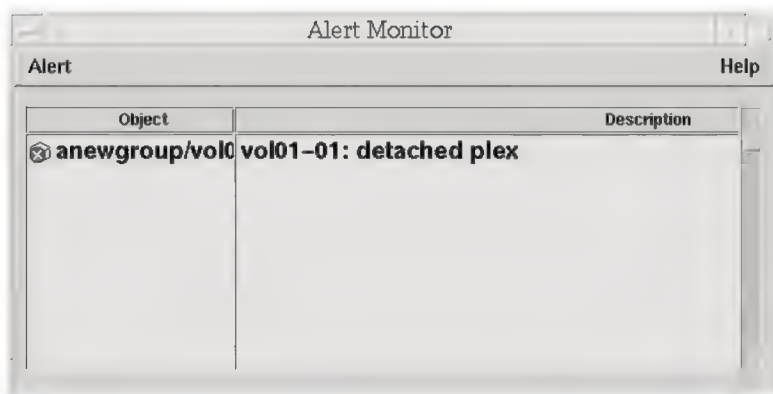 Alert Monitor
Alert Help
Object Description
anewgroup/vol0 vol01-01: detached plex